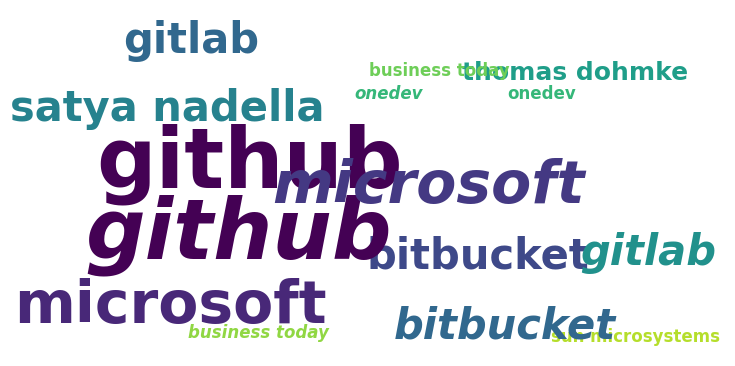 gitlab
business today
thomas dohmke
onedev
onedev
satya nadella
github
microsoft
github
bitbucket
gitlab
microsoft
business today
bitbucket
sun microsystems